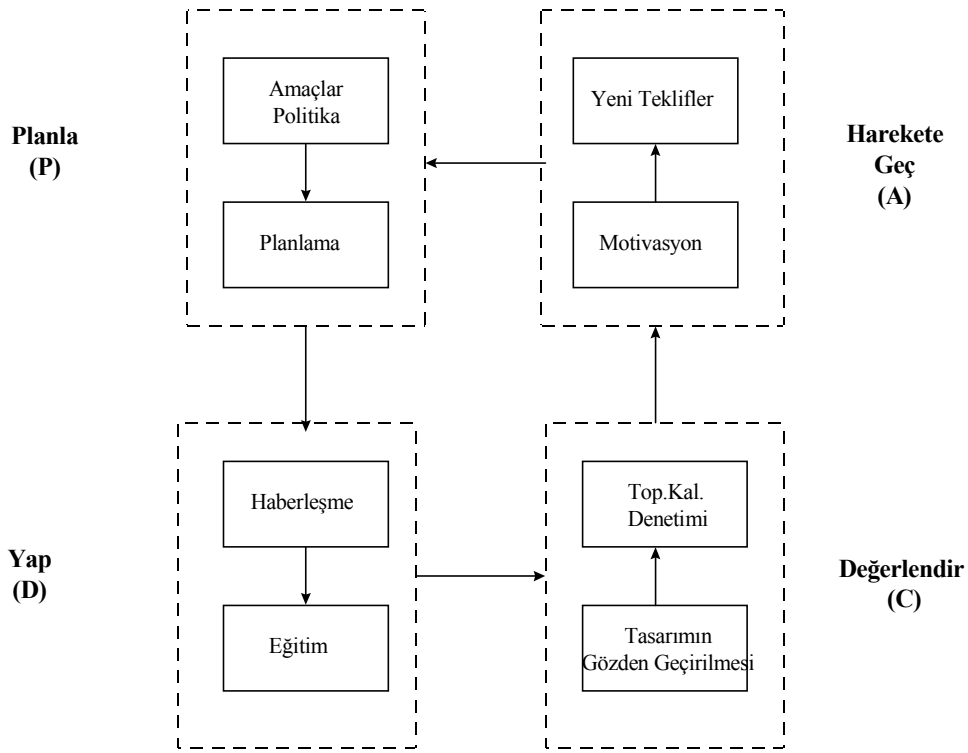 Planla
(P)
Amaçlar
Politika
Planlama
Yeni Teklifler
Motivasyon
Harekete
Geç
(A)
Yap
(D)
Haberleşme
Eğitim
Top.Kal.
Denetimi
Tasarımın
Gözden Geçirilmesi
Değerlendir
(C)